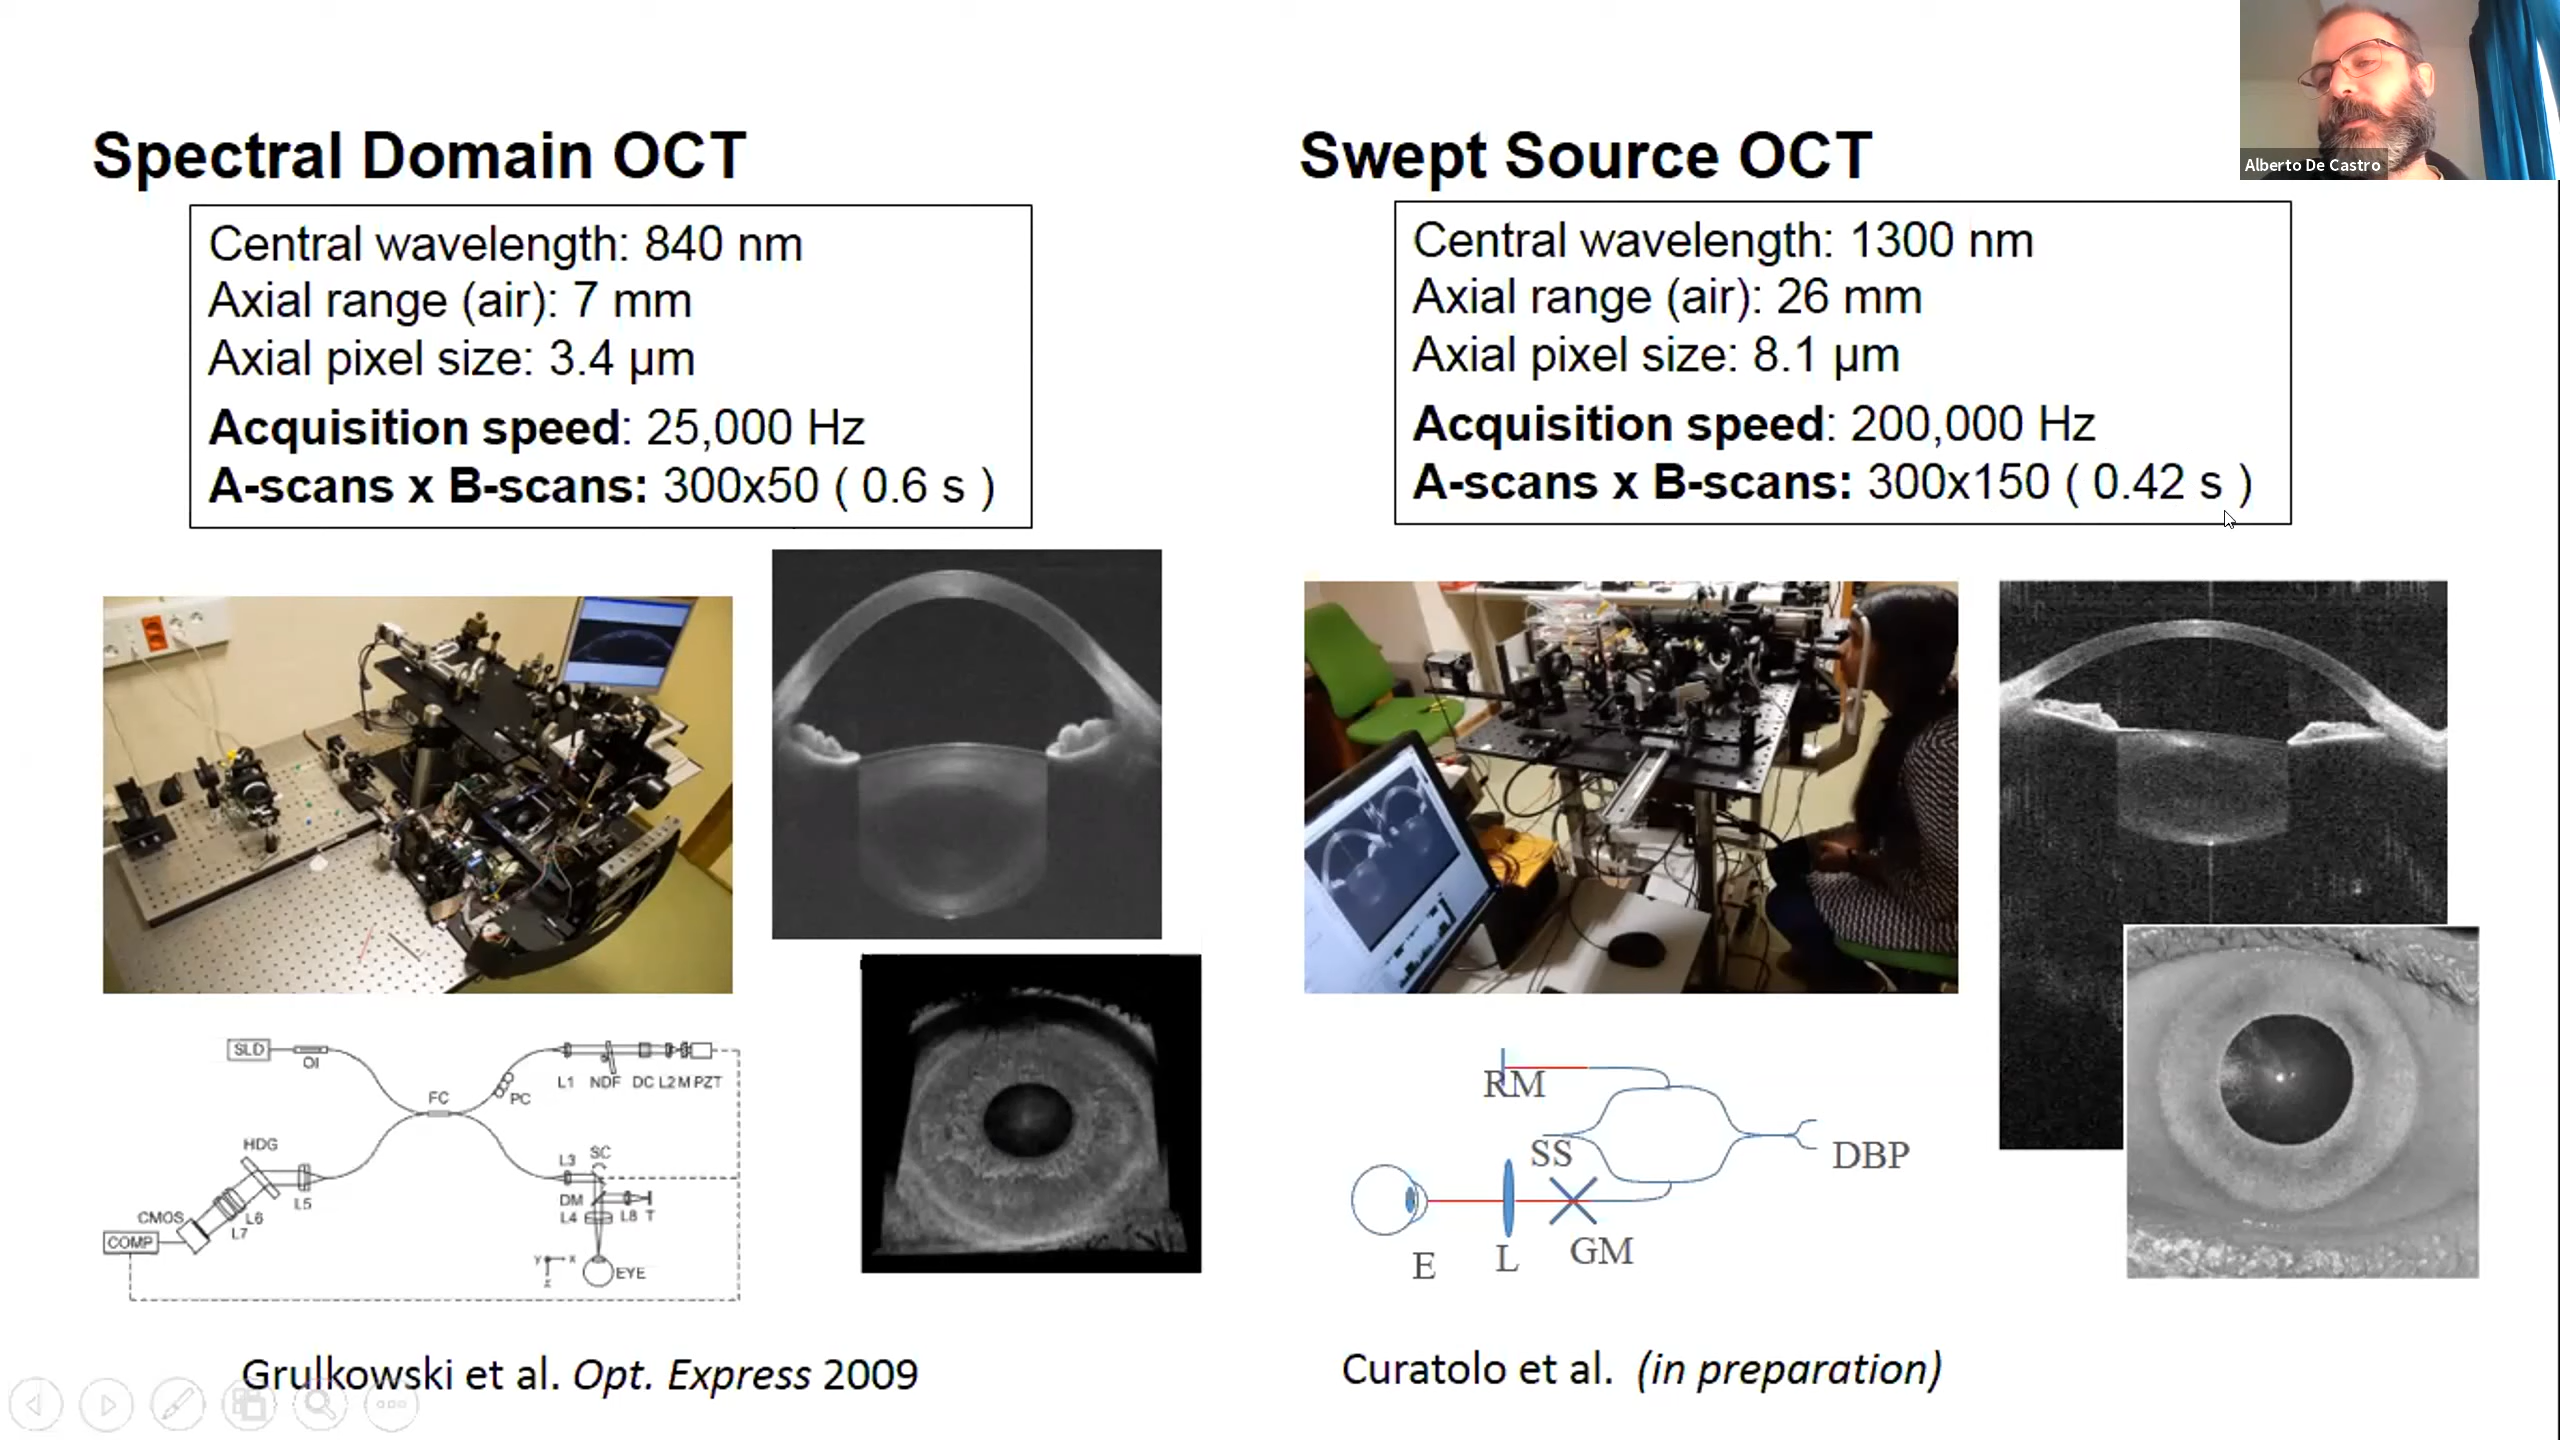 Alberto De Castro
Spectral Domain OCT
Central wavelength: 840 nm
Axial range (air): 7 mm
Axial pixel size: 3.4 µm
Acquisition speed: 25,000 Hz
A-scans x B-scans: 300x50 ( 0.6 s )
SLD
OI
FC
PC
L1 NDF DC L2 M PZT
HDG
L5
L6
L7
CMOS
COMP
L3 SC
DM
L4 L8 T
Y X
Z
EYE
Grulkowski et al. Opt. Express 2009
Swept Source OCT
Central wavelength: 1300 nm
Axial range (air): 26 mm
Axial pixel size: 8.1 µm
Acquisition speed: 200,000 Hz
A-scans x B-scans: 300x150 ( 0.42 s )
RM
SS
DBP
E L GM
Curatolo et al. (in preparation)